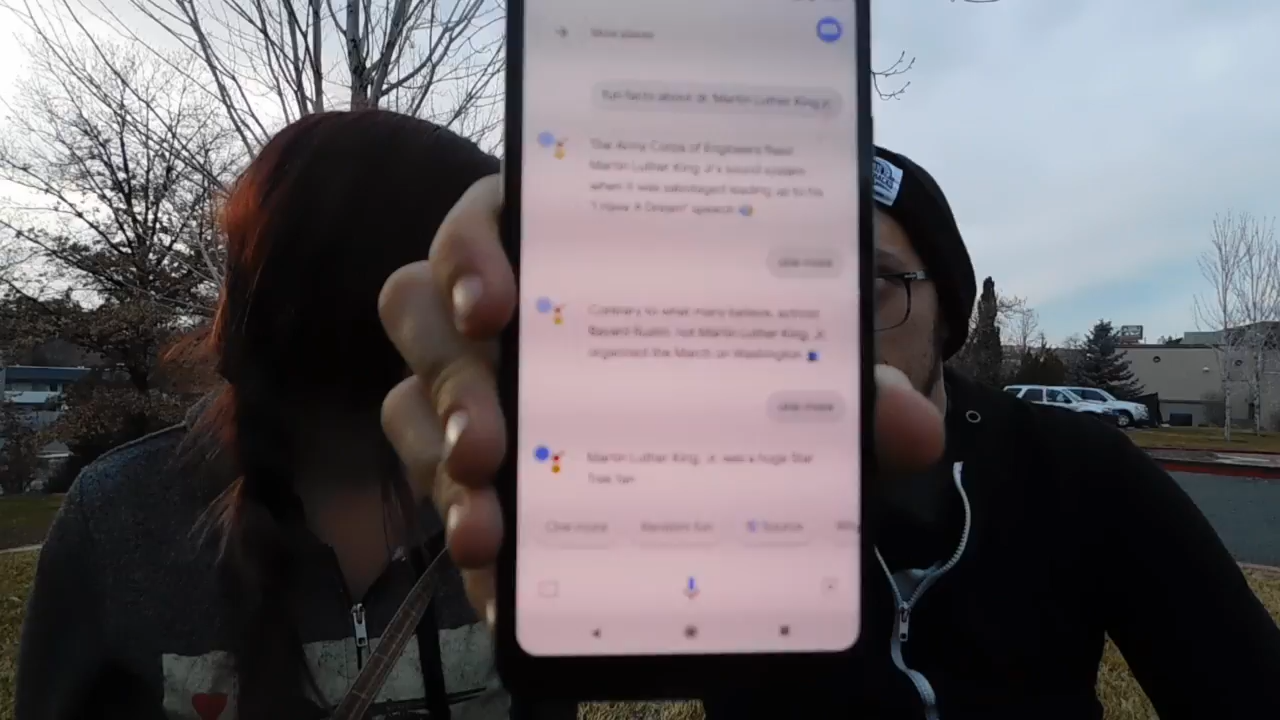 More places
fun facts about dr. Martin Luther King jr.
The Army Corps of Engineers fixed
Martin Luther King Jr's sound system
when it was sabotaged leading up to his
"I Have A Dream" speech
one more
Contrary to what many believe, activist
Bayard Rustin, not Martin Luther King, Jr.
organized the March on Washington
one more
Martin Luther King, Jr. was a huge Star
Trek fan
One more Random fun Source